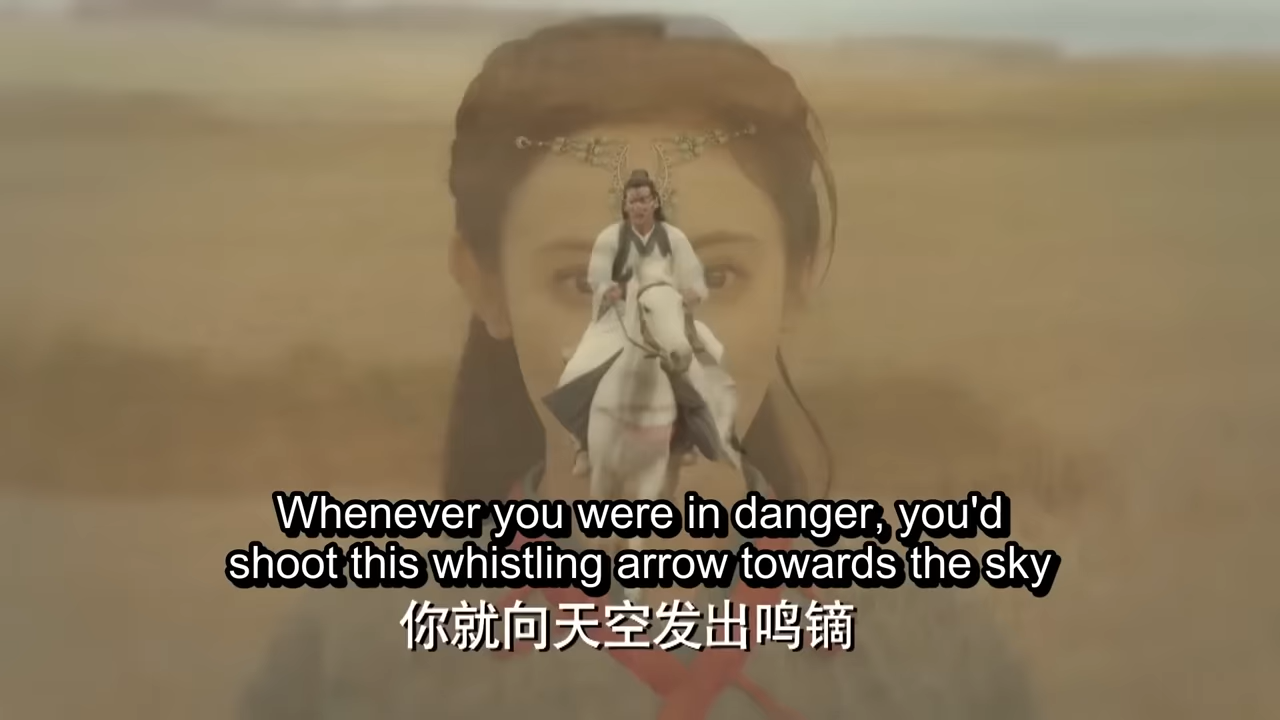 Whenever you were in danger, you'd
shoot this whistling arrow towards the sky
你就向天空发出鸣镝